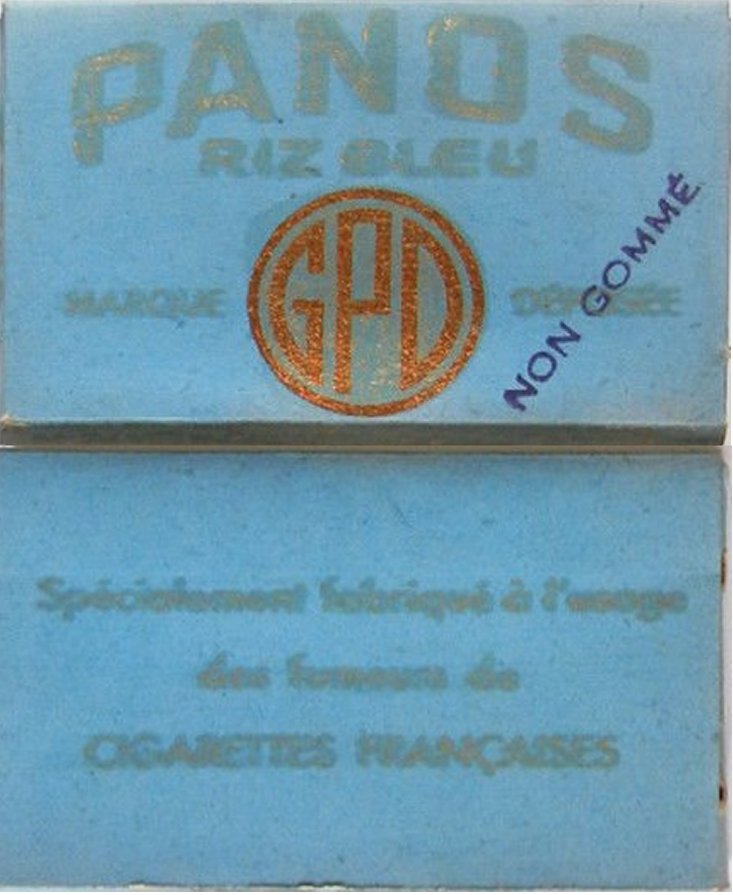 PANOS
RIZ BLEU
GPD
MARQUE DÉPOSÉE
NON GOMMÉ
Spécialement fabriqué à l'usage
des fumeurs de
CIGARETTES FRANÇAISES